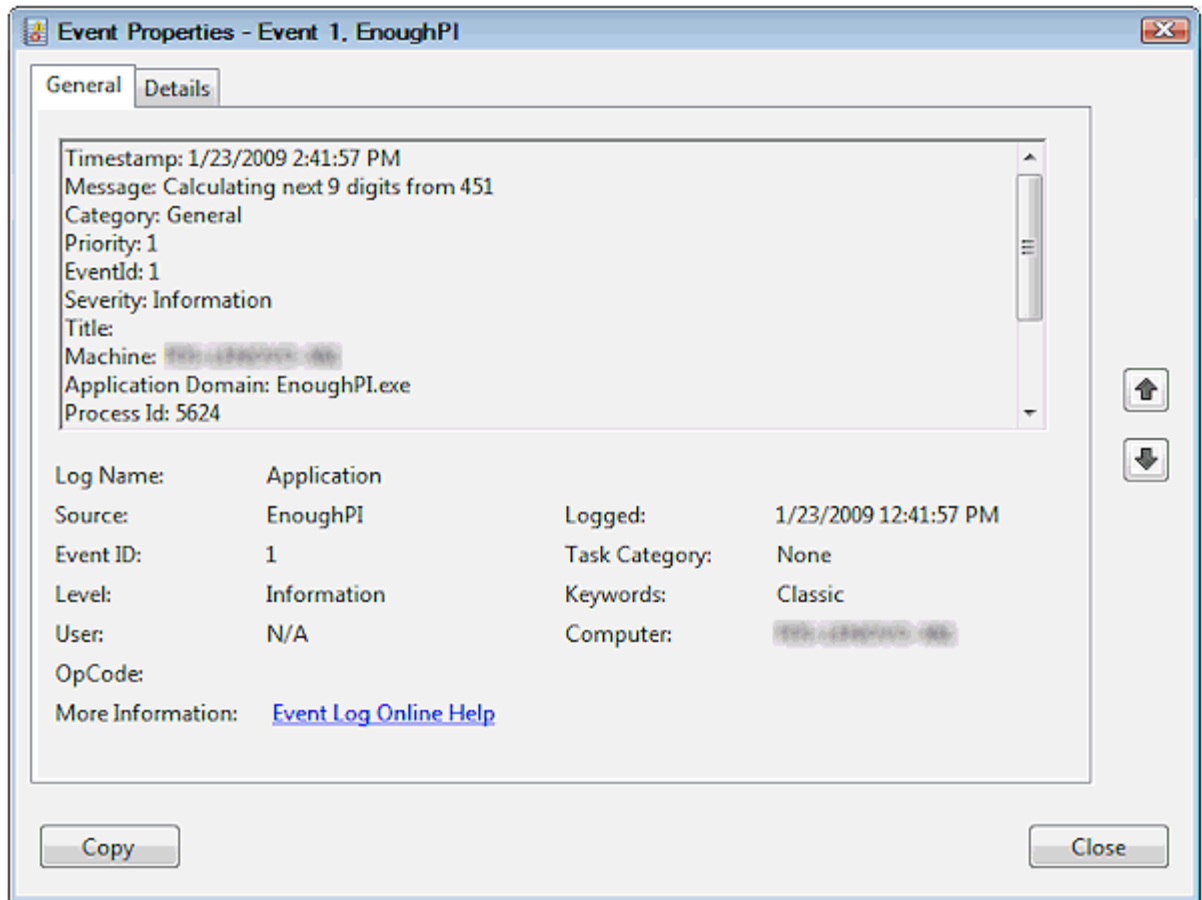 Event Properties - Event 1, EnoughPI
General Details
Timestamp: 1/23/2009 2:41:57 PM
Message: Calculating next 9 digits from 451
Category: General
Priority: 1
EventId: 1
Severity: Information
Title:
Machine:
Application Domain: EnoughPI.exe
Process Id: 5624
Log Name: Application
Source: EnoughPI Logged: 1/23/2009 12:41:57 PM
Event ID: 1 Task Category: None
Level: Information Keywords: Classic
User: N/A Computer:
OpCode:
More Information: Event Log Online Help
Copy Close